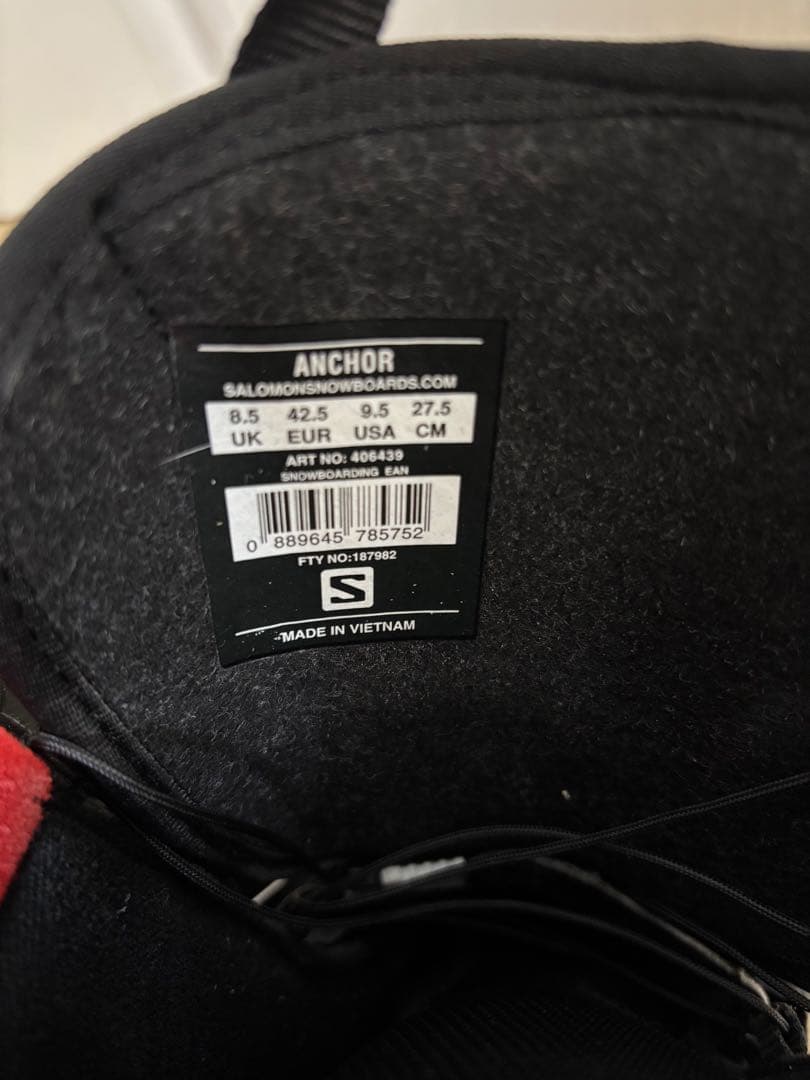 ANCHOR
SALOMONSNOWBOARDS.COM
8.5 42.5 9.5 27.5
UK EUR USA CM
ART NO: 406439
SNOWBOARDING EAN
0 889645 785752
FTY NO:187982
S
MADE IN VIETNAM